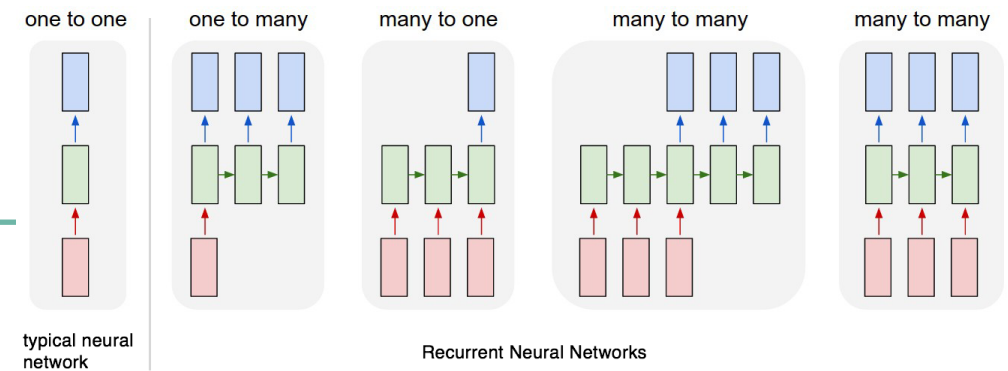 one to one
one to many
many to one
many to many
many to many
typical neural
network
Recurrent Neural Networks